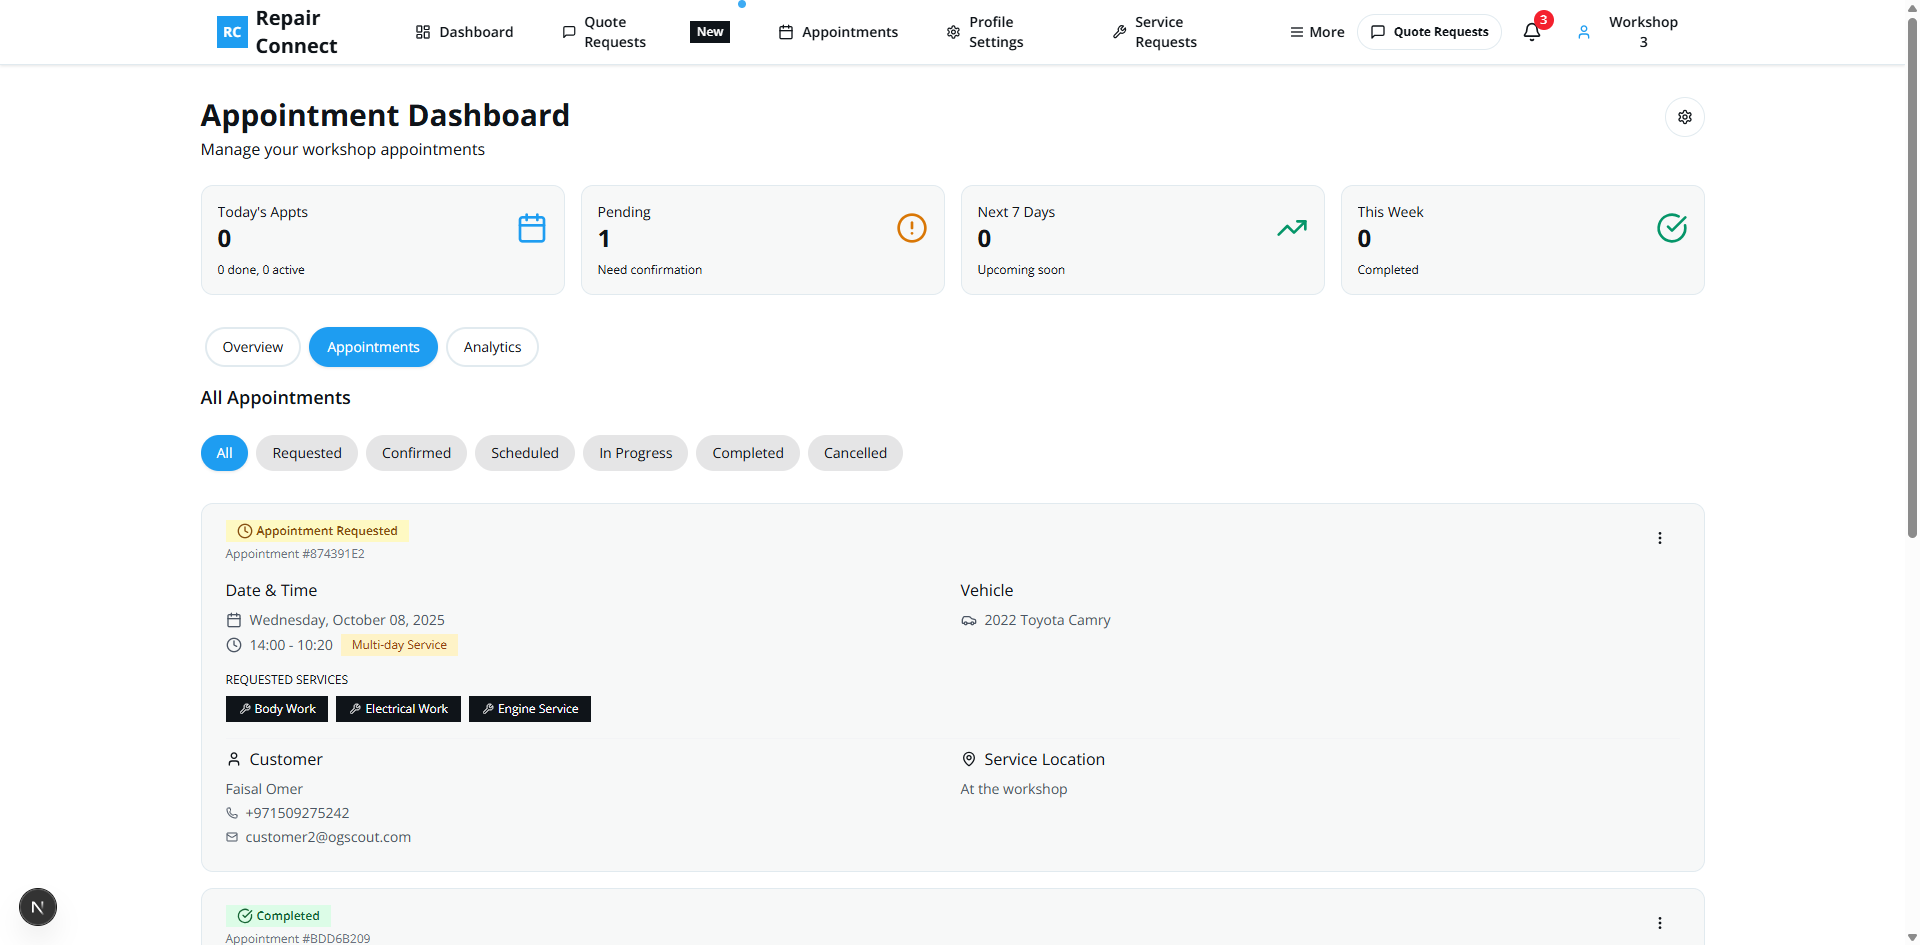 RC
Repair
Connect
Dashboard
Quote
Requests
New
Appointments
Profile
Settings
Service
Requests
More
Quote Requests
3
Workshop
3
Appointment Dashboard
Manage your workshop appointments
Today's Appts
0
0 done, 0 active
Pending
1
Need confirmation
Next 7 Days
0
Upcoming soon
This Week
0
Completed
Overview
Appointments
Analytics
All Appointments
All
Requested
Confirmed
Scheduled
In Progress
Completed
Cancelled
Appointment Requested
Appointment #874391E2
Date & Time
Wednesday, October 08, 2025
14:00 - 10:20 Multi-day Service
Vehicle
2022 Toyota Camry
REQUESTED SERVICES
Body Work
Electrical Work
Engine Service
Customer
Faisal Omer
+971509275242
customer2@ogscout.com
Service Location
At the workshop
N
Completed
Appointment #BDD6B209